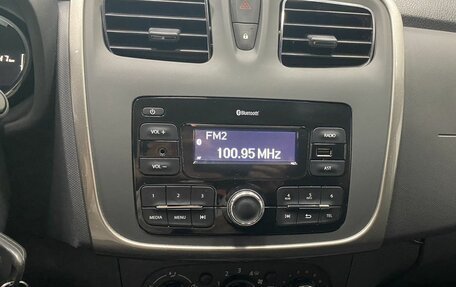 Bluetooth
VOL +
FM2
RADIO
100.95 MHz
VOL −
AST
1 2 3 4 5 6
MEDIA MENU TEL